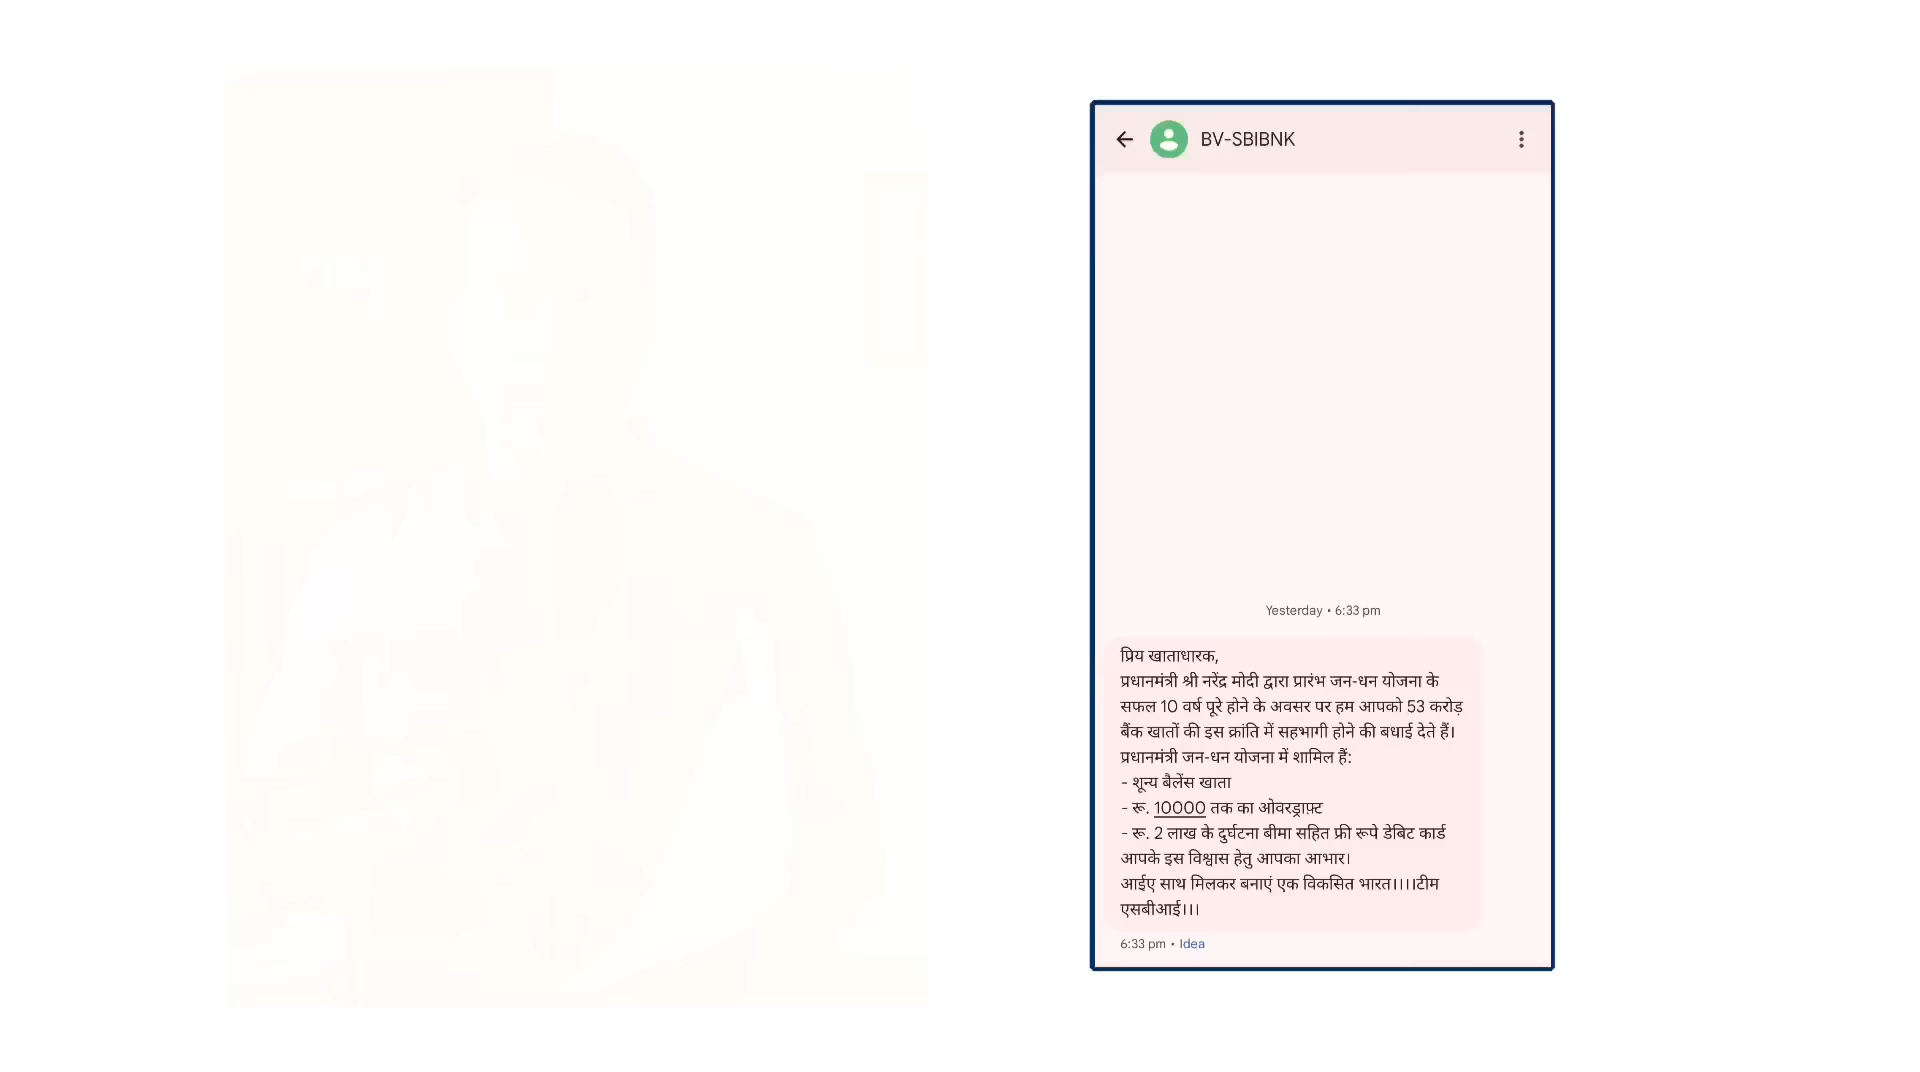 BV-SBIBNK
Yesterday • 6:33 pm
प्रिय खाताधारक,
प्रधानमंत्री श्री नरेंद्र मोदी द्वारा प्रारंभ जन-धन योजना के
सफल 10 वर्ष पूरे होने के अवसर पर हम आपको 53 करोड़
बैंक खातों की इस क्रांति में सहभागी होने की बधाई देते हैं।
प्रधानमंत्री जन-धन योजना में शामिल हैं:
- शून्य बैलेंस खाता
- रू. 10000 तक का ओवरड्राफ़्ट
- रू. 2 लाख के दुर्घटना बीमा सहित फ्री रूपे डेबिट कार्ड
आपके इस विश्वास हेतु आपका आभार।
आईए साथ मिलकर बनाएं एक विकसित भारत।।।।टीम
एसबीआई।।।
6:33 pm • Idea